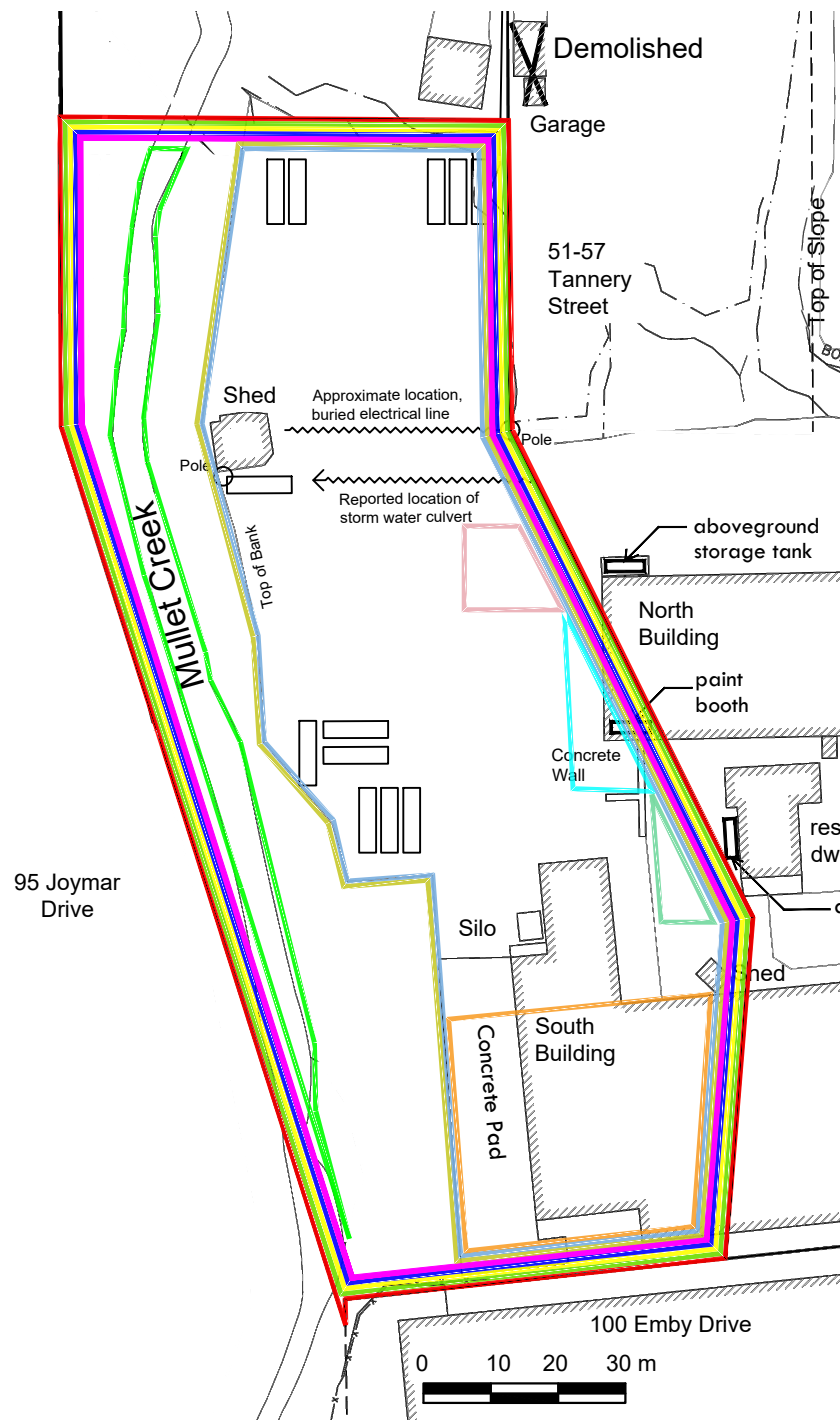 Demolished
Garage
51-57
Tannery
Street
Top of Slope
Shed
Approximate location,
buried electrical line
Pole
Pole
Reported location of
storm water culvert
Top of Bank
Mullet Creek
aboveground
storage tank
North
Building
paint
booth
Concrete
Wall
res
dw
95 Joymar
Drive
Silo
Shed
South
Building
Concrete Pad
100 Emby Drive
0 10 20 30 m